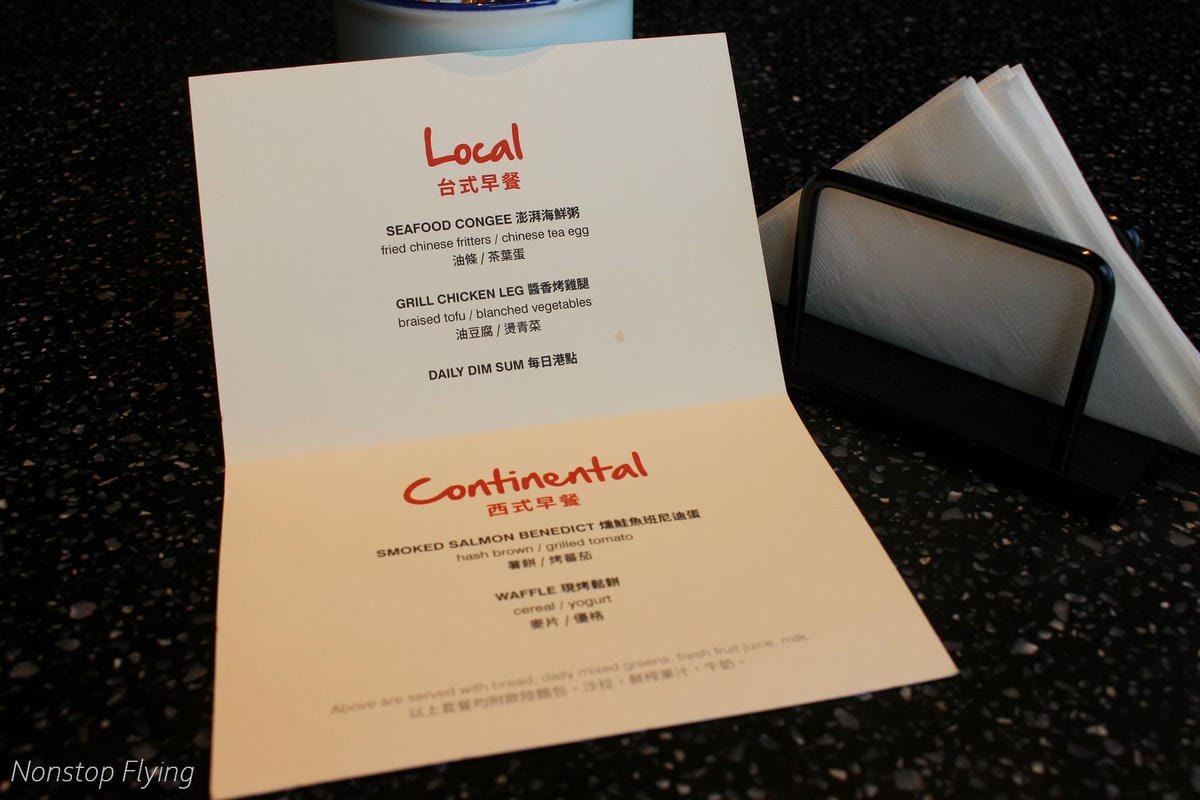 Local
台式早餐
SEAFOOD CONGEE 澎湃海鮮粥
fried chinese fritters / chinese tea egg
油條 / 茶葉蛋
GRILL CHICKEN LEG 醬香烤雞腿
braised tofu / blanched vegetables
油豆腐 / 燙青菜
DAILY DIM SUM 每日港點
Continental
西式早餐
SMOKED SALMON BENEDICT 燻鮭魚班尼迪蛋
hash brown / grilled tomato
薯餅 / 烤蕃茄
WAFFLE 現烤鬆餅
cereal / yogurt
麥片 / 優格
Above are served with bread, daily mixed greens, fresh fruit juice, milk.
以上套餐均附歐陸麵包，沙拉，鮮榨果汁，牛奶。
Nonstop Flying